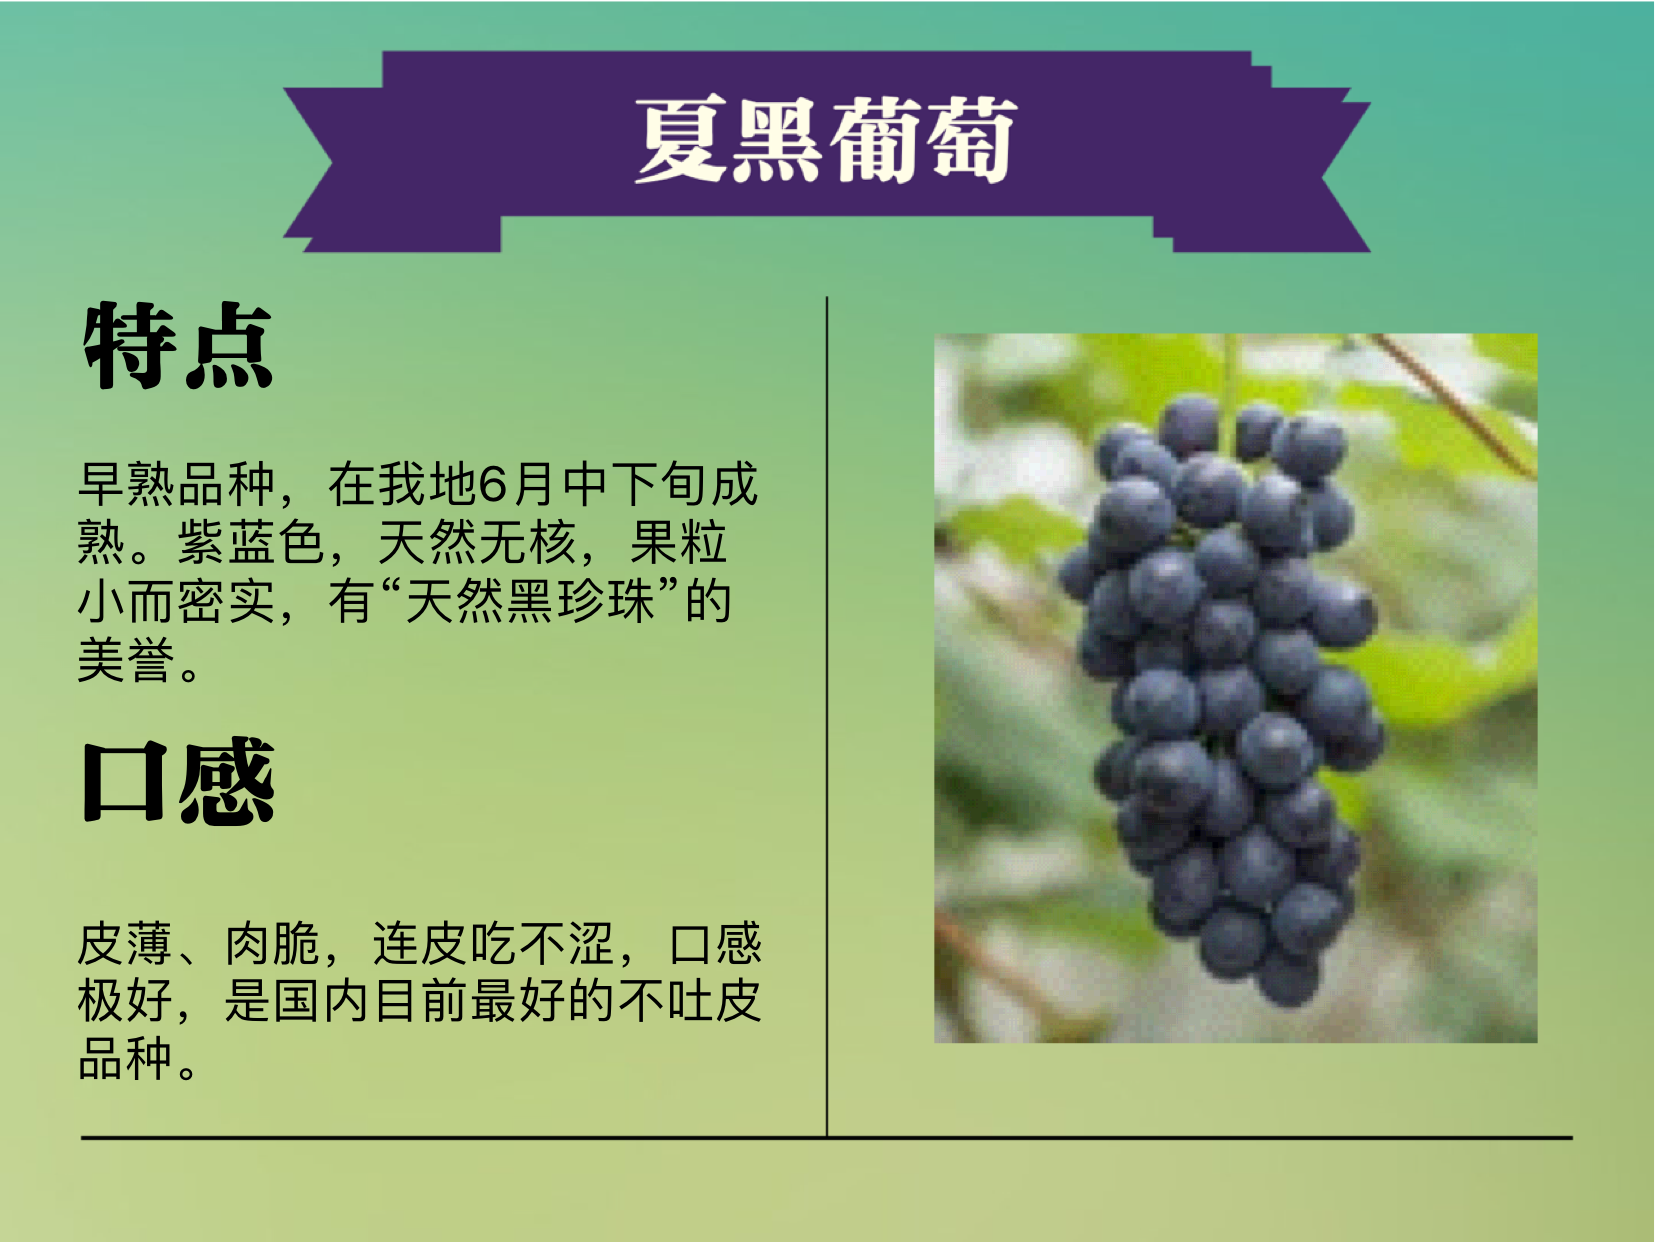 夏黑葡萄
特点
早熟品种，在我地6月中下旬成
熟。紫蓝色，天然无核，果粒
小而密实，有“天然黑珍珠”的
美誉。
口感
皮薄、肉脆，连皮吃不涩，口感
极好，是国内目前最好的不吐皮
品种。